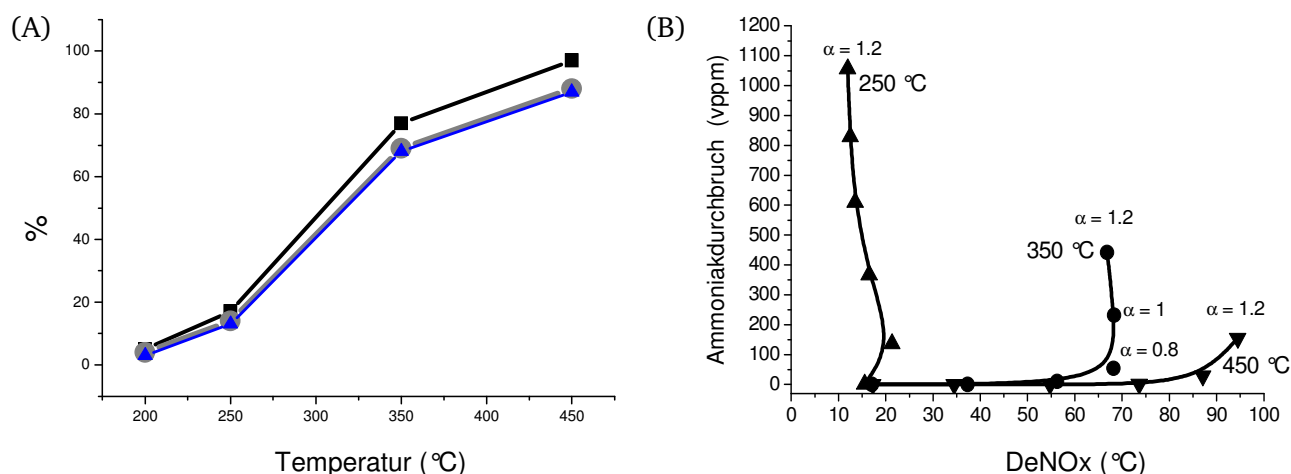 (A)
%
100
80
60
40
20
0
200 250 300 350 400 450
Temperatur (°C)
(B)
Ammoniakdurchbruch (vppm)
1200
1100
1000
900
800
700
600
500
400
300
200
100
0
α = 1.2
250 °C
α = 1.2
350 °C
α = 1
α = 1.2
α = 0.8
450 °C
0 10 20 30 40 50 60 70 80 90 100
DeNOx (°C)